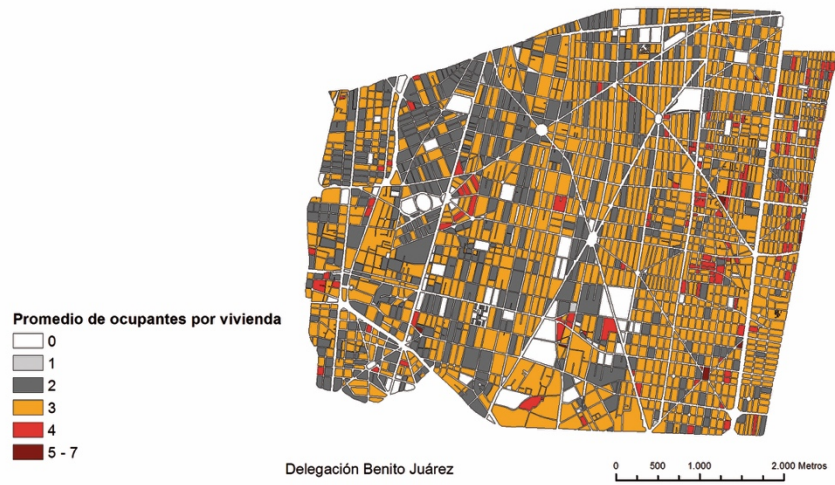 Promedio de ocupantes por vivienda
0
1
2
3
4
5 - 7
Delegación Benito Juárez
0 500 1.000 2.000 Metros